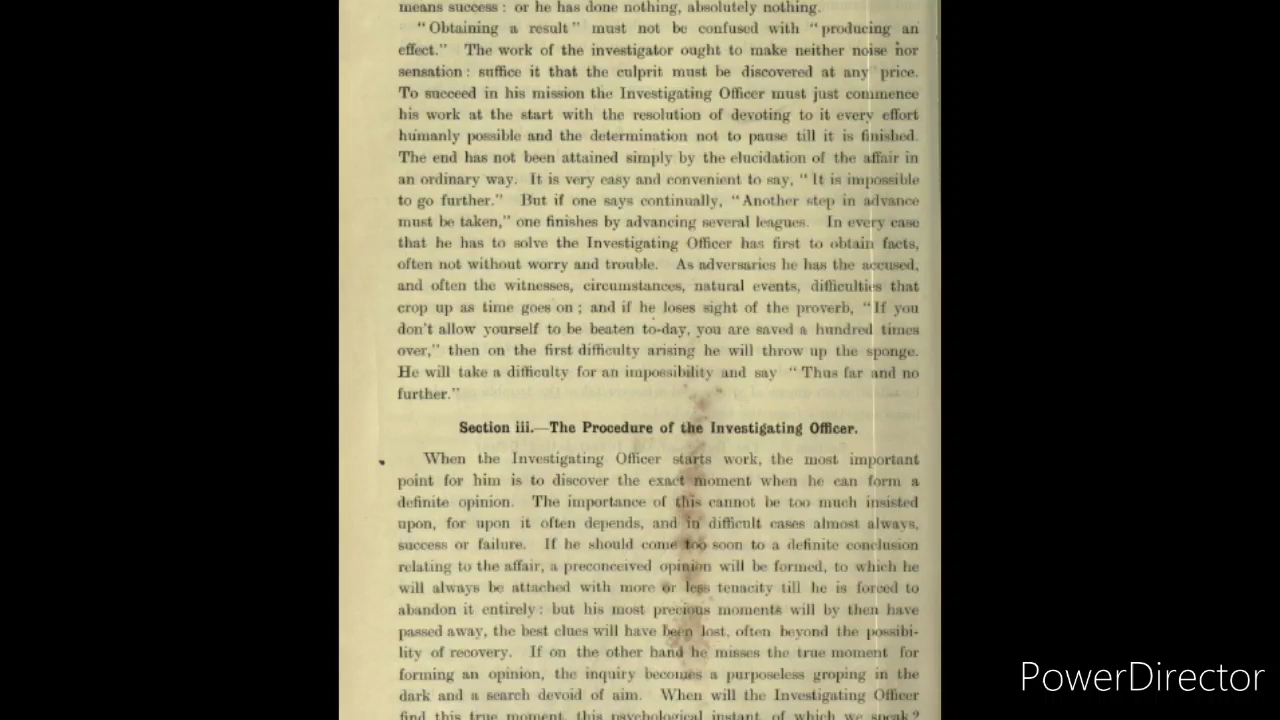 means success : or he has done nothing, absolutely nothing.
“Obtaining a result” must not be confused with “producing an
effect.” The work of the investigator ought to make neither noise nor
sensation : suffice it that the culprit must be discovered at any price.
To succeed in his mission the Investigating Officer must just commence
his work at the start with the resolution of devoting to it every effort
humanly possible and the determination not to pause till it is finished.
The end has not been attained simply by the elucidation of the affair in
an ordinary way. It is very easy and convenient to say, “ It is impossible
to go further.” But if one says continually, “Another step in advance
must be taken,” one finishes by advancing several leagues. In every case
that he has to solve the Investigating Officer has first to obtain facts,
often not without worry and trouble. As adversaries he has the accused,
and often the witnesses, circumstances, natural events, difficulties that
crop up as time goes on ; and if he loses sight of the proverb, “If you
don't allow yourself to be beaten to-day, you are saved a hundred times
over,” then on the first difficulty arising he will throw up the sponge.
He will take a difficulty for an impossibility and say “Thus far and no
further.”
Section iii.—The Procedure of the Investigating Officer.
When the Investigating Officer starts work, the most important
point for him is to discover the exact moment when he can form a
definite opinion. The importance of this cannot be too much insisted
upon, for upon it often depends, and in difficult cases almost always,
success or failure. If he should come too soon to a definite conclusion
relating to the affair, a preconceived opinion will be formed, to which he
will always be attached with more or less tenacity till he is forced to
abandon it entirely : but his most precious moments will by then have
passed away, the best clues will have been lost, often beyond the possibi-
lity of recovery. If on the other hand he misses the true moment for
forming an opinion, the inquiry becomes a purposeless groping in the
dark and a search devoid of aim. When will the Investigating Officer
find this true moment, this psychological instant, of which we speak?
PowerDirector